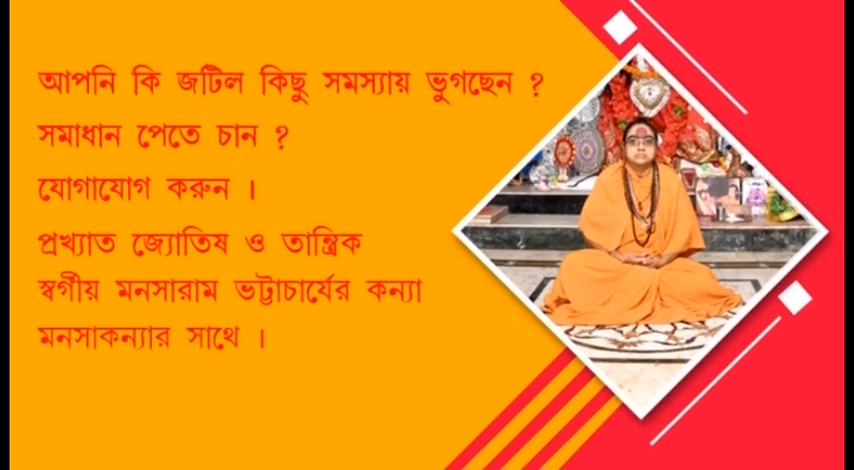 আপনি কি জটিল কিছু সমস্যায় ভুগছেন ?
সমাধান পেতে চান ?
যোগাযোগ করুন ।
প্রখ্যাত জ্যোতিষ ও তান্ত্রিক
স্বর্গীয় মনসারাম ভট্টাচার্যের কন্যা
মনসাকন্যার সাথে ।